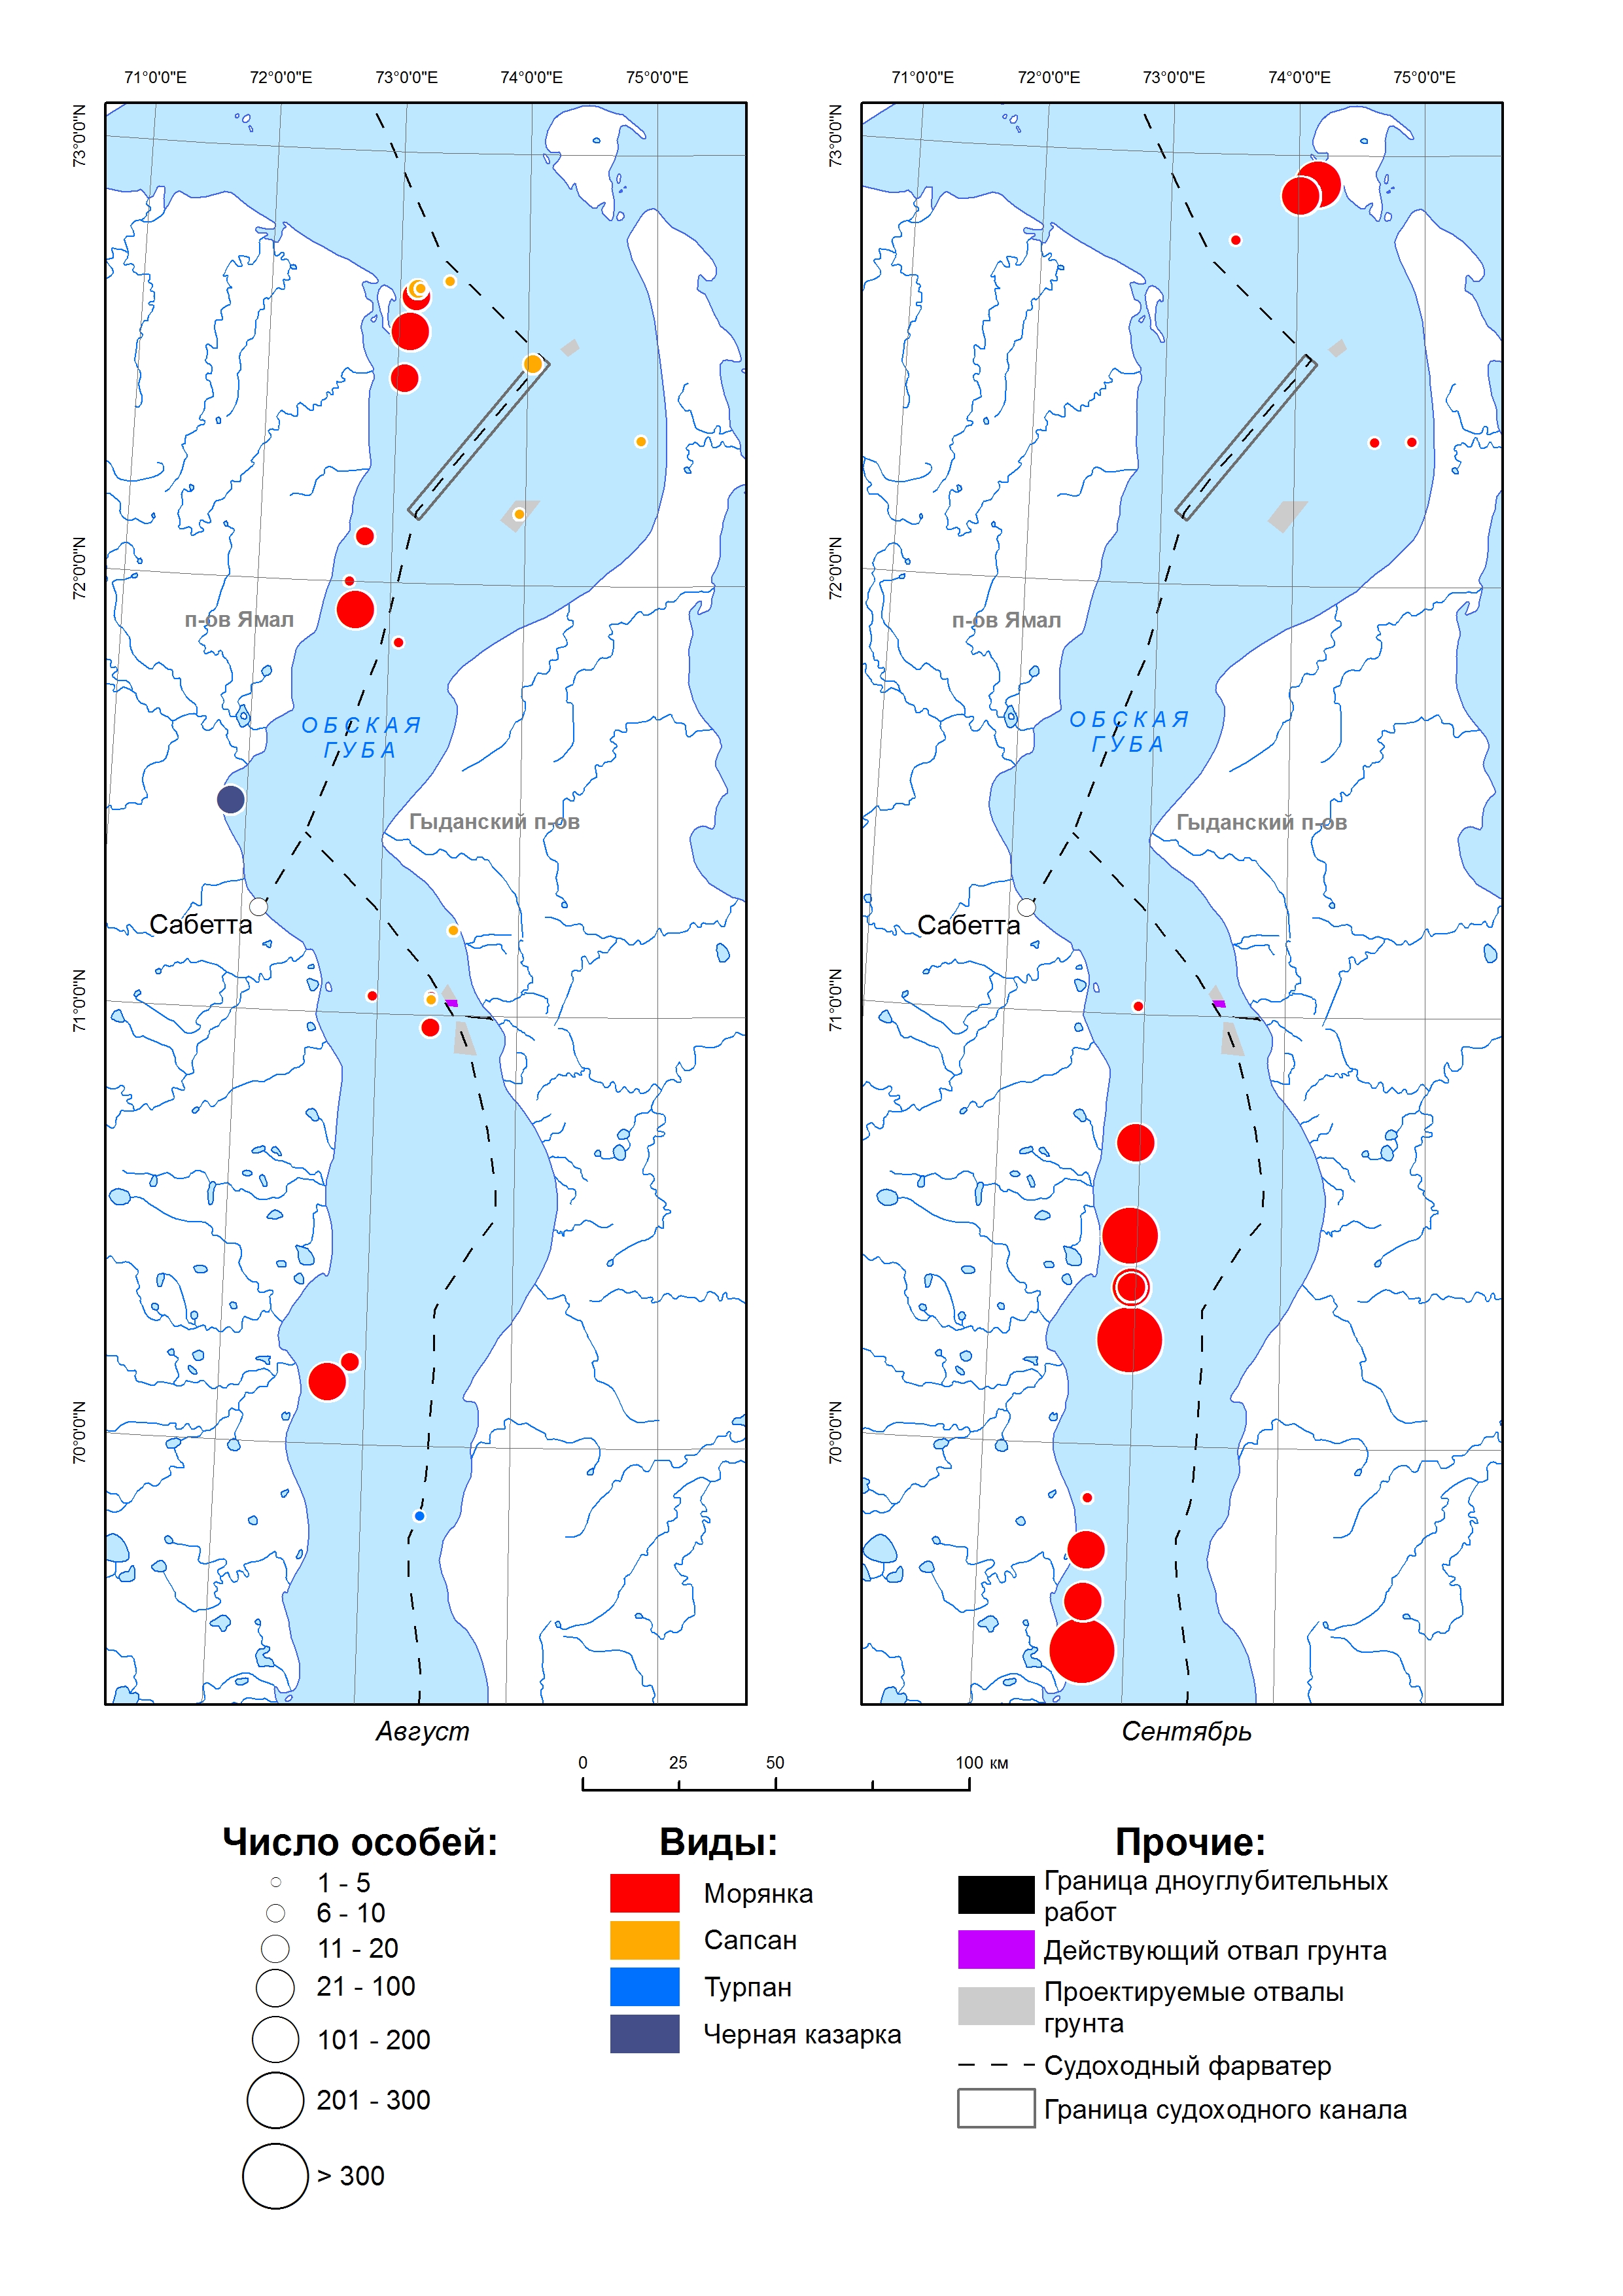 71°0'0"E 72°0'0"E 73°0'0"E 74°0'0"E 75°0'0"E
71°0'0"E 72°0'0"E 73°0'0"E 74°0'0"E 75°0'0"E
73°0'0"N
72°0'0"N
71°0'0"N
70°0'0"N
73°0'0"N
72°0'0"N
71°0'0"N
70°0'0"N
п-ов Ямал
ОБСКАЯ
ГУБА
Гыданский п-ов
Сабетта
п-ов Ямал
ОБСКАЯ
ГУБА
Гыданский п-ов
Сабетта
Август
Сентябрь
0 25 50 100 км
Число особей:
1 - 5
6 - 10
11 - 20
21 - 100
101 - 200
201 - 300
> 300
Виды:
Морянка
Сапсан
Турпан
Черная казарка
Прочие:
Граница дноуглубительных
работ
Действующий отвал грунта
Проектируемые отвалы
грунта
Судоходный фарватер
Граница судоходного канала